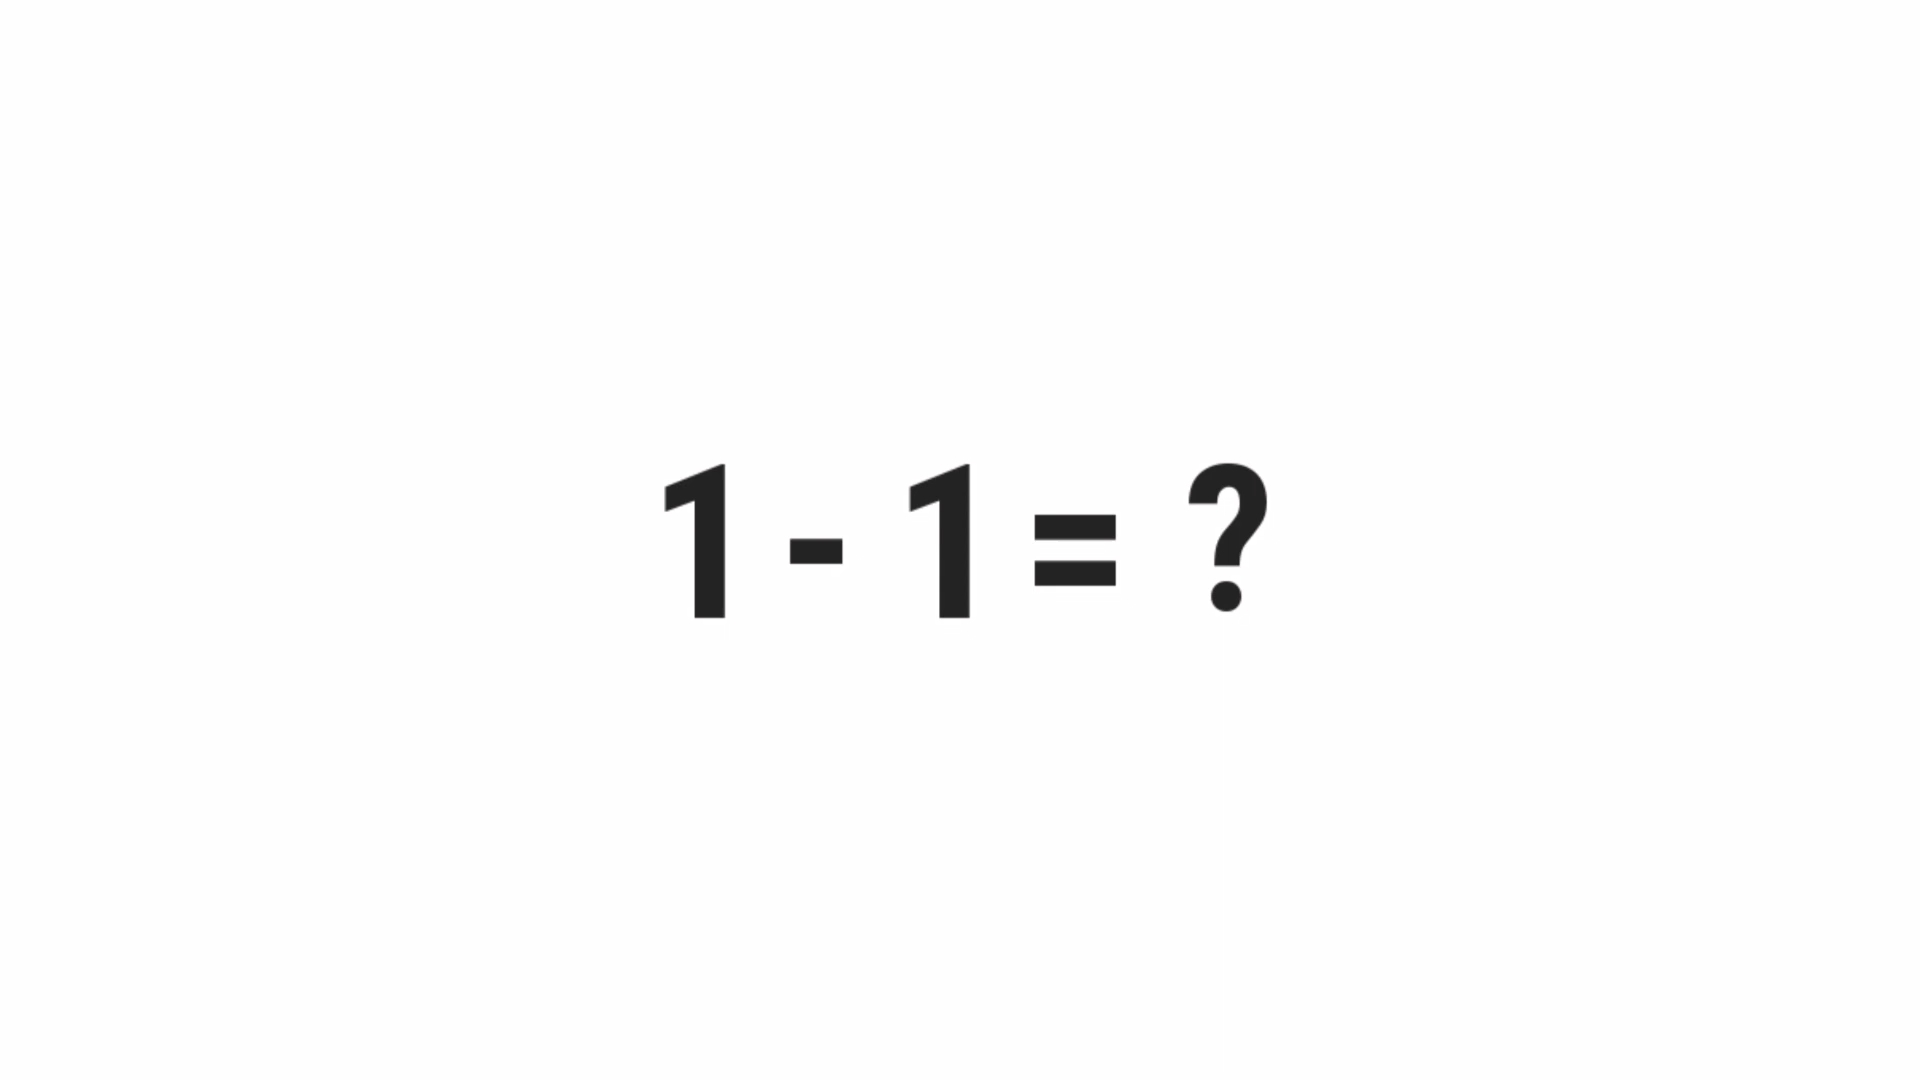 1 - 1 = ?